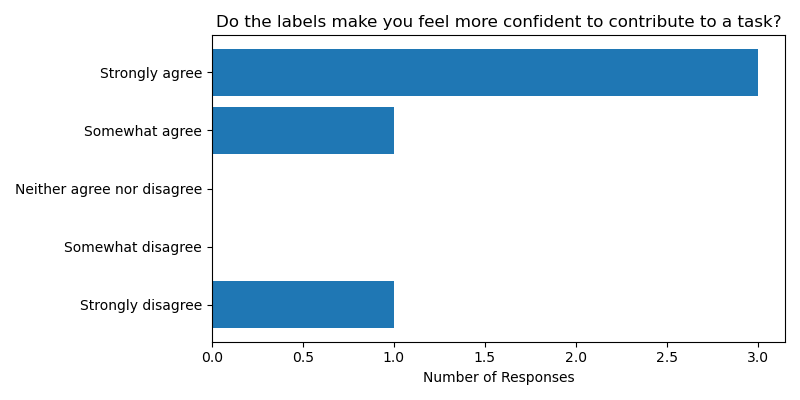 Do the labels make you feel more confident to contribute to a task?
Strongly agree
Somewhat agree
Neither agree nor disagree
Somewhat disagree
Strongly disagree
0.0 0.5 1.0 1.5 2.0 2.5 3.0
Number of Responses